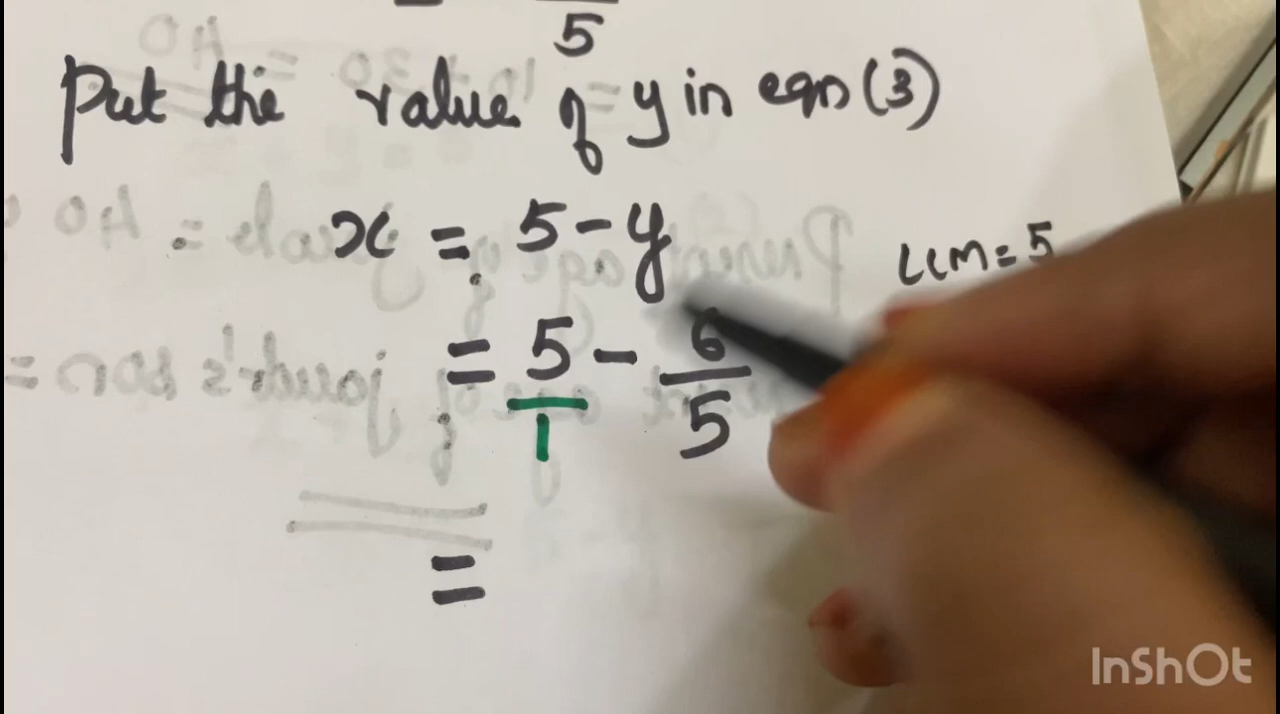 = 5
Put the value of y in eqn (3)
x = 5 - y
LCM = 5
= 5/1 - 6/5
=
InShOt